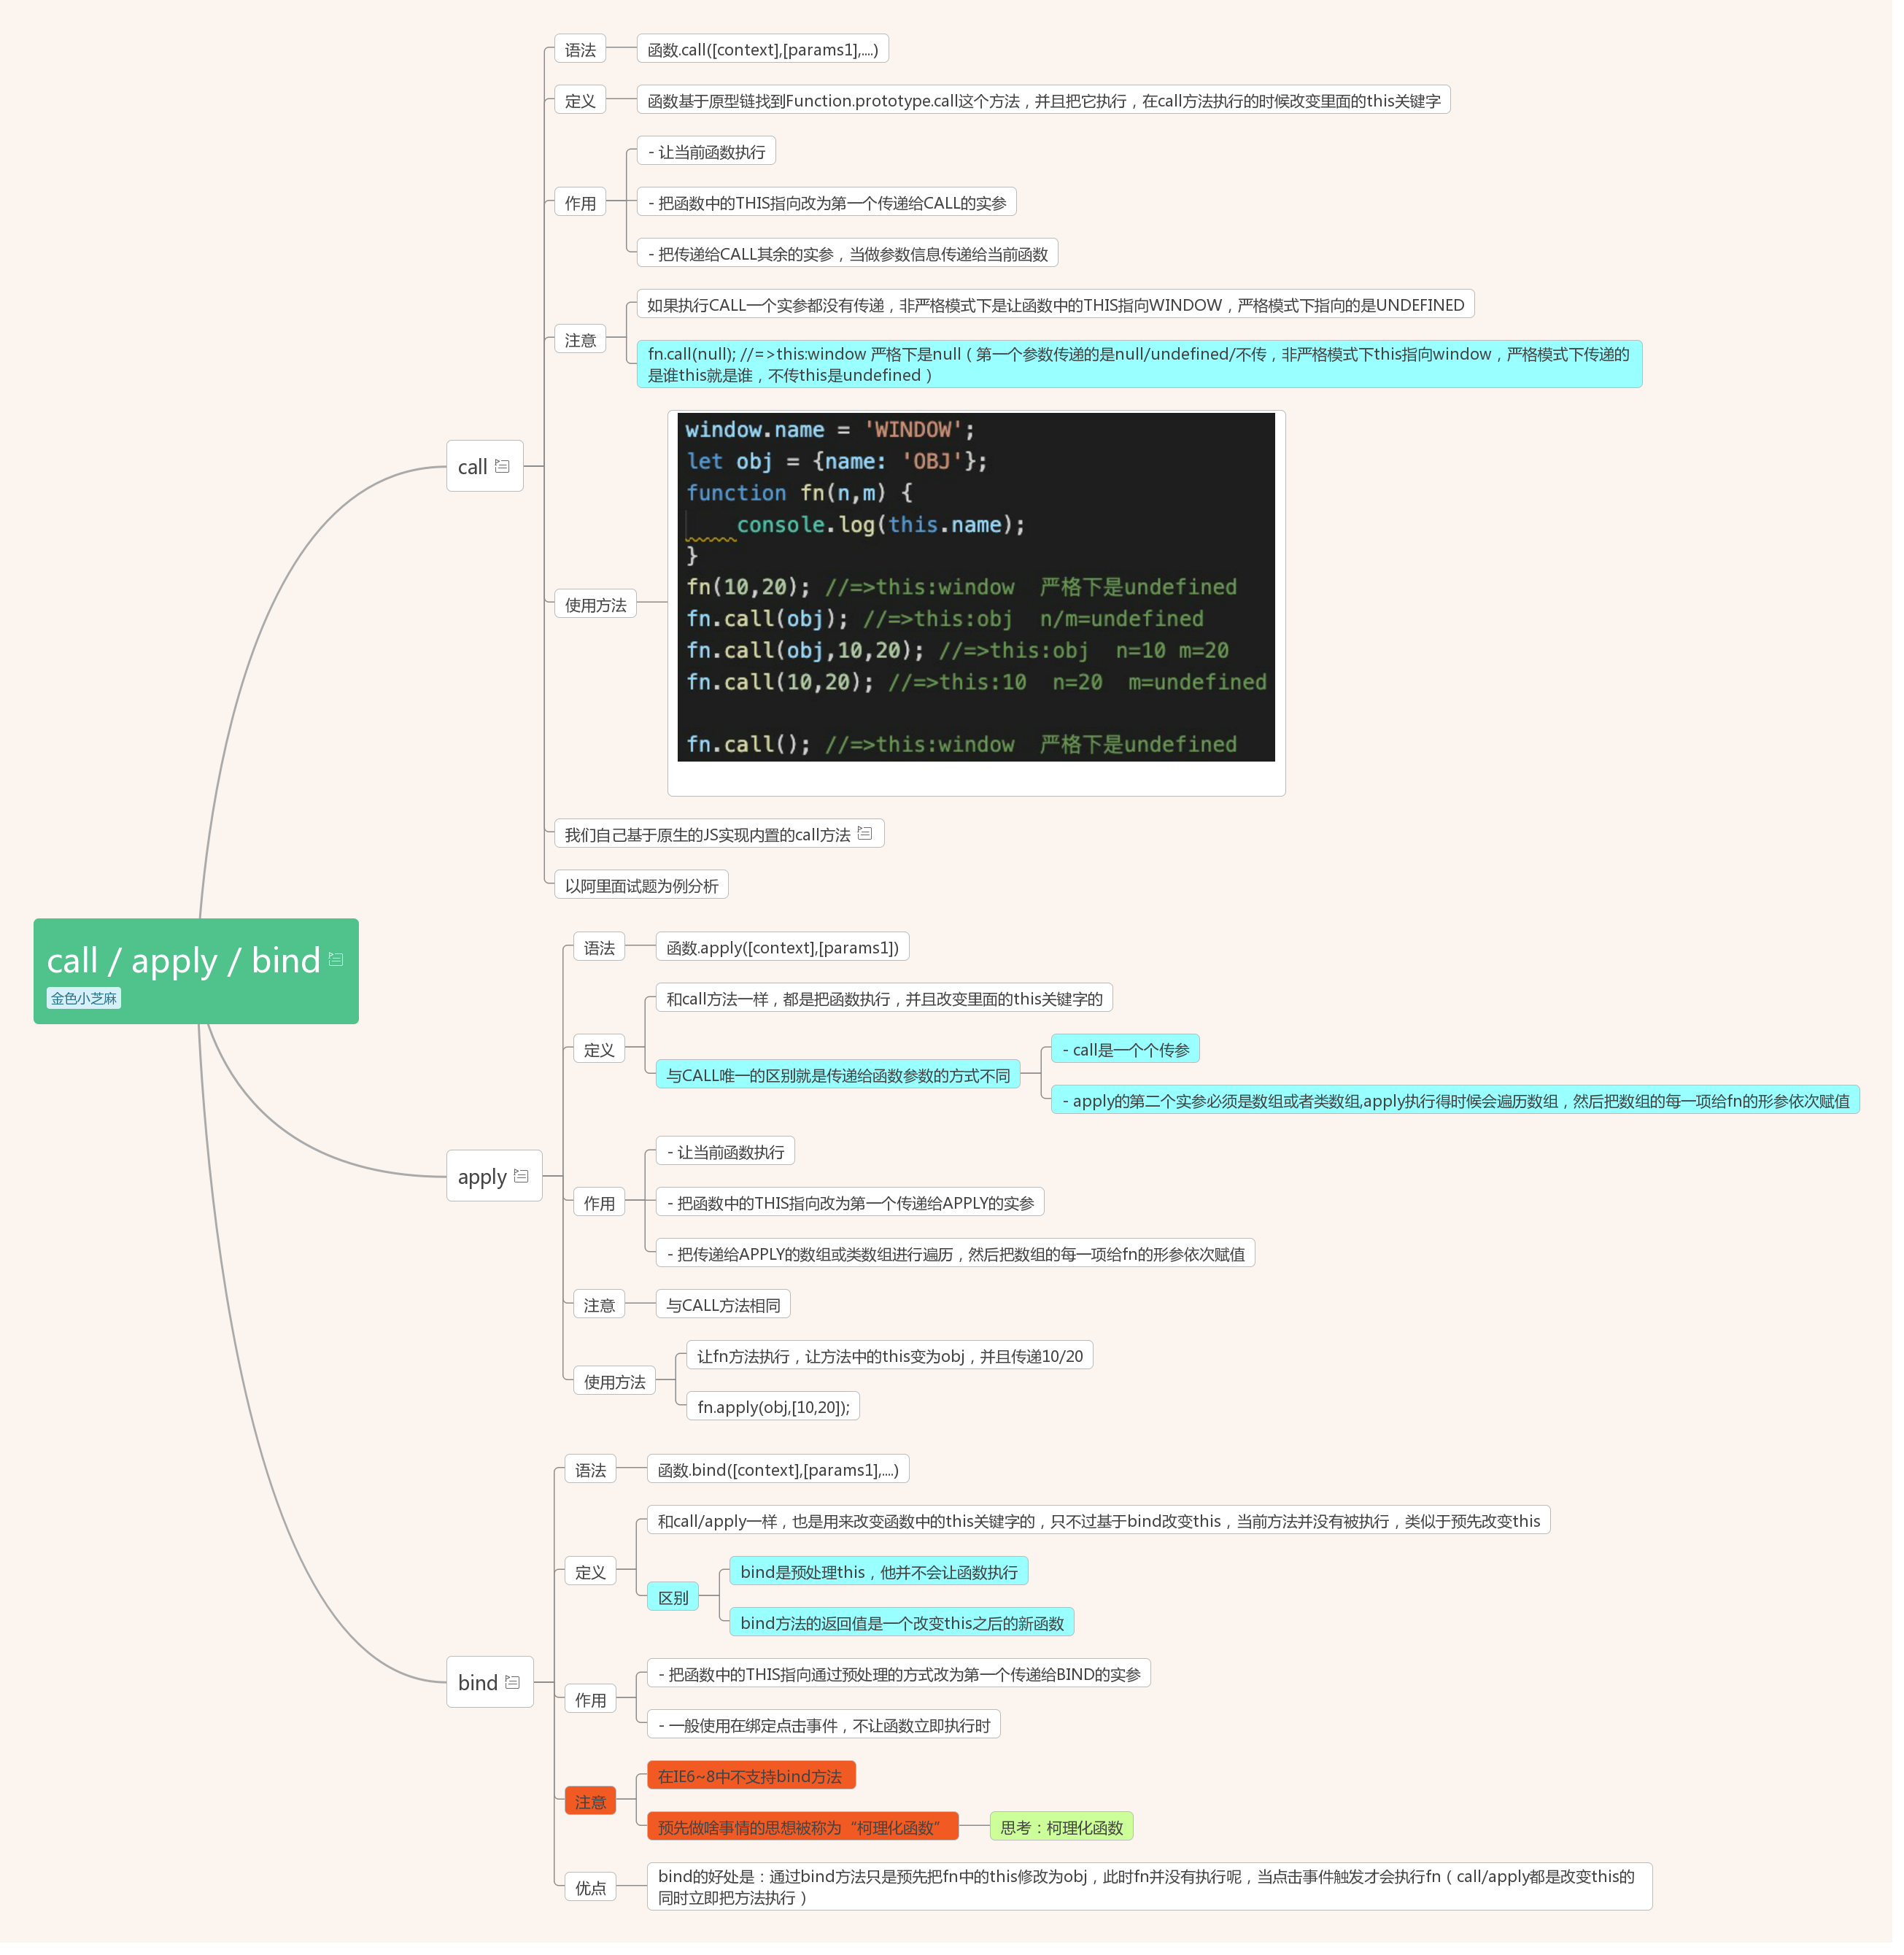 call / apply / bind
金色小芝麻
call
语法
函数.call([context],[params1],....)
定义
函数基于原型链找到Function.prototype.call这个方法，并且把它执行，在call方法执行的时候改变里面的this关键字
作用
- 让当前函数执行
- 把函数中的THIS指向改为第一个传递给CALL的实参
- 把传递给CALL其余的实参，当做参数信息传递给当前函数
注意
如果执行CALL一个实参都没有传递，非严格模式下是让函数中的THIS指向WINDOW，严格模式下指向的是UNDEFINED
fn.call(null); //=>this:window 严格下是null（第一个参数传递的是null/undefined/不传，非严格模式下this指向window，严格模式下传递的
是谁this就是谁，不传this是undefined）
使用方法
window.name = 'WINDOW';
let obj = {name: 'OBJ'};
function fn(n,m) {
    console.log(this.name);
}
fn(10,20); //=>this:window  严格下是undefined
fn.call(obj); //=>this:obj  n/m=undefined
fn.call(obj,10,20); //=>this:obj  n=10 m=20
fn.call(10,20); //=>this:10  n=20  m=undefined
fn.call(); //=>this:window  严格下是undefined
我们自己基于原生的JS实现内置的call方法
以阿里面试题为例分析
apply
语法
函数.apply([context],[params1])
定义
和call方法一样，都是把函数执行，并且改变里面的this关键字的
与CALL唯一的区别就是传递给函数参数的方式不同
- call是一个个传参
- apply的第二个实参必须是数组或者类数组,apply执行得时候会遍历数组，然后把数组的每一项给fn的形参依次赋值
作用
- 让当前函数执行
- 把函数中的THIS指向改为第一个传递给APPLY的实参
- 把传递给APPLY的数组或类数组进行遍历，然后把数组的每一项给fn的形参依次赋值
注意
与CALL方法相同
使用方法
让fn方法执行，让方法中的this变为obj，并且传递10/20
fn.apply(obj,[10,20]);
bind
语法
函数.bind([context],[params1],....)
定义
和call/apply一样，也是用来改变函数中的this关键字的，只不过基于bind改变this，当前方法并没有被执行，类似于预先改变this
区别
bind是预处理this，他并不会让函数执行
bind方法的返回值是一个改变this之后的新函数
作用
- 把函数中的THIS指向通过预处理的方式改为第一个传递给BIND的实参
- 一般使用在绑定点击事件，不让函数立即执行时
注意
在IE6~8中不支持bind方法
预先做啥事情的思想被称为“柯理化函数”
思考：柯理化函数
优点
bind的好处是：通过bind方法只是预先把fn中的this修改为obj，此时fn并没有执行呢，当点击事件触发才会执行fn（call/apply都是改变this的
同时立即把方法执行）